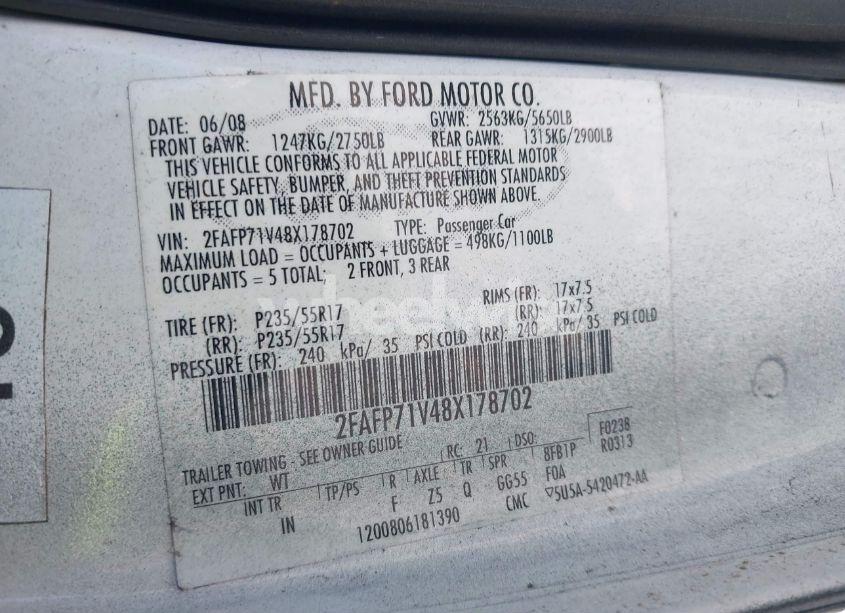 MFD. BY FORD MOTOR CO.
DATE: 06/08 GVWR: 2563KG/5650LB
FRONT GAWR: 1247KG/2750LB REAR GAWR: 1315KG/2900LB
THIS VEHICLE CONFORMS TO ALL APPLICABLE FEDERAL MOTOR
VEHICLE SAFETY, BUMPER, AND THEFT PREVENTION STANDARDS
IN EFFECT ON THE DATE OF MANUFACTURE SHOWN ABOVE.
VIN: 2FAFP71V48X178702 TYPE: Passenger Car
MAXIMUM LOAD = OCCUPANTS + LUGGAGE = 498KG/1100LB
OCCUPANTS = 5 TOTAL, 2 FRONT, 3 REAR
TIRE (FR): P235/55R17 RIMS (FR): 17x7.5
(RR): P235/55R17 (RR): 17x7.5
PRESSURE (FR): 240 kPa/ 35 PSI COLD (RR): 240 kPa/ 35 PSI COLD
2FAFP71V48X178702
TRAILER TOWING - SEE OWNER GUIDE
EXT PNT: WT RC: 21 DSO: F0238
INT TR TP/PS R AXLE TR SPR 8FB1P R0313
IN F Z5 Q GG55 FOA
1200806181390 CMC ▽5U5A-5420472-AA